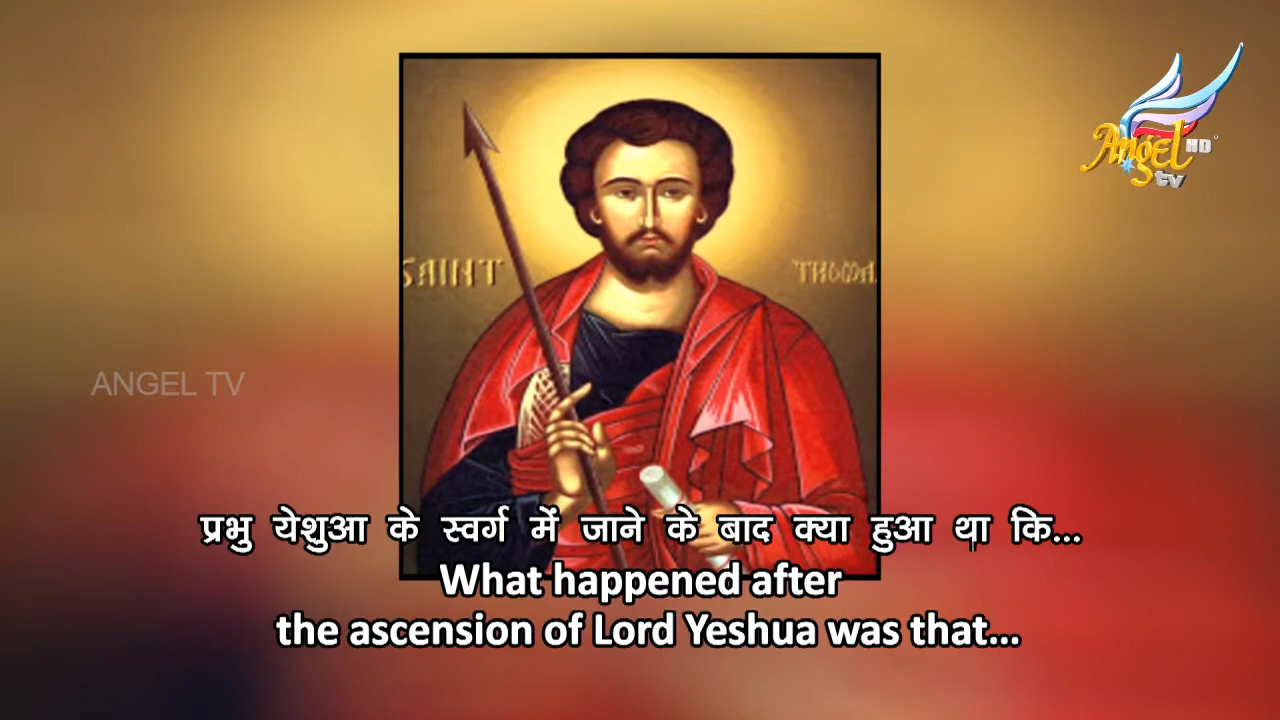 Angel HD
tv
SAINT THOMA
ANGEL TV
प्रभु येशुआ के स्वर्ग में जाने के बाद क्या हुआ था कि...
What happened after
the ascension of Lord Yeshua was that...